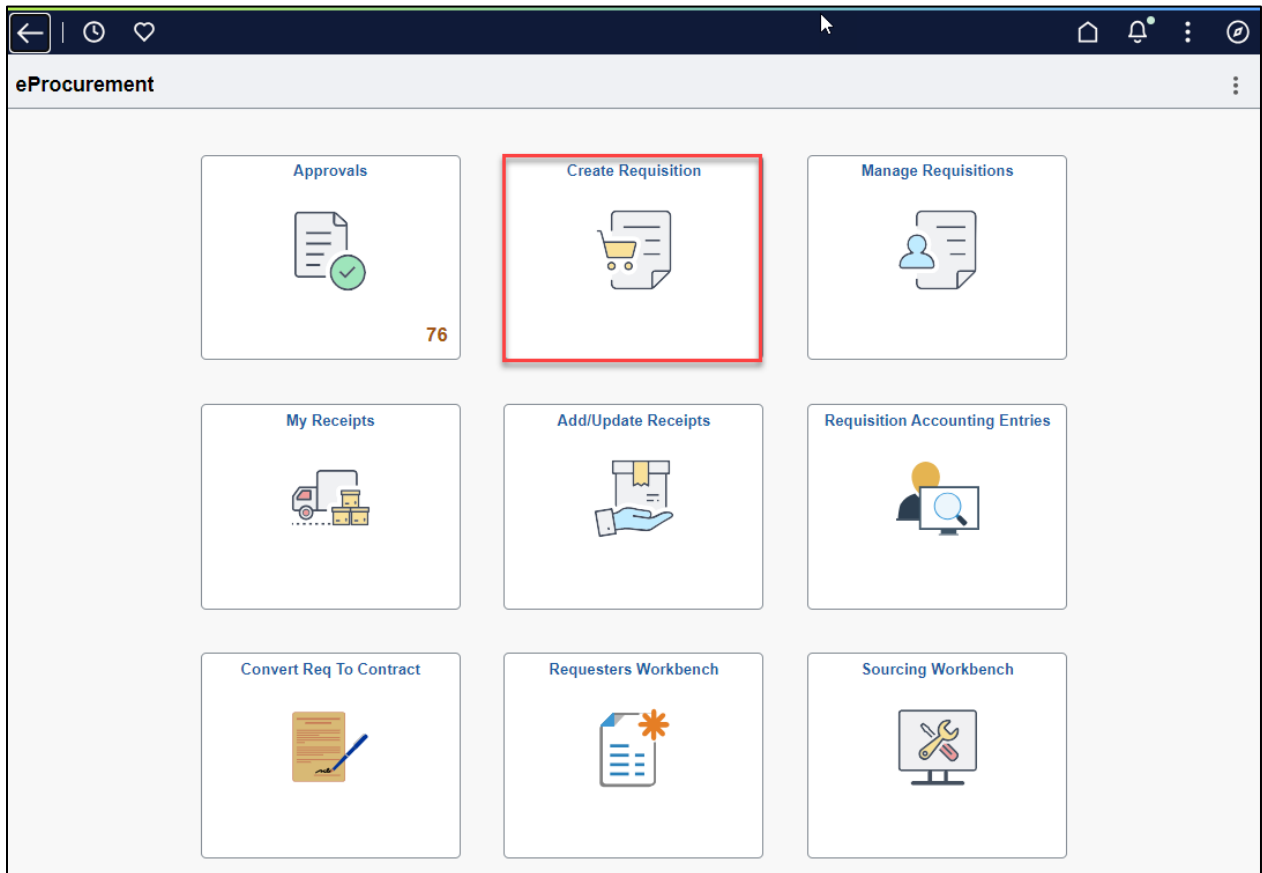 eProcurement
Approvals
Create Requisition
Manage Requisitions
76
My Receipts
Add/Update Receipts
Requisition Accounting Entries
Convert Req To Contract
Requesters Workbench
Sourcing Workbench